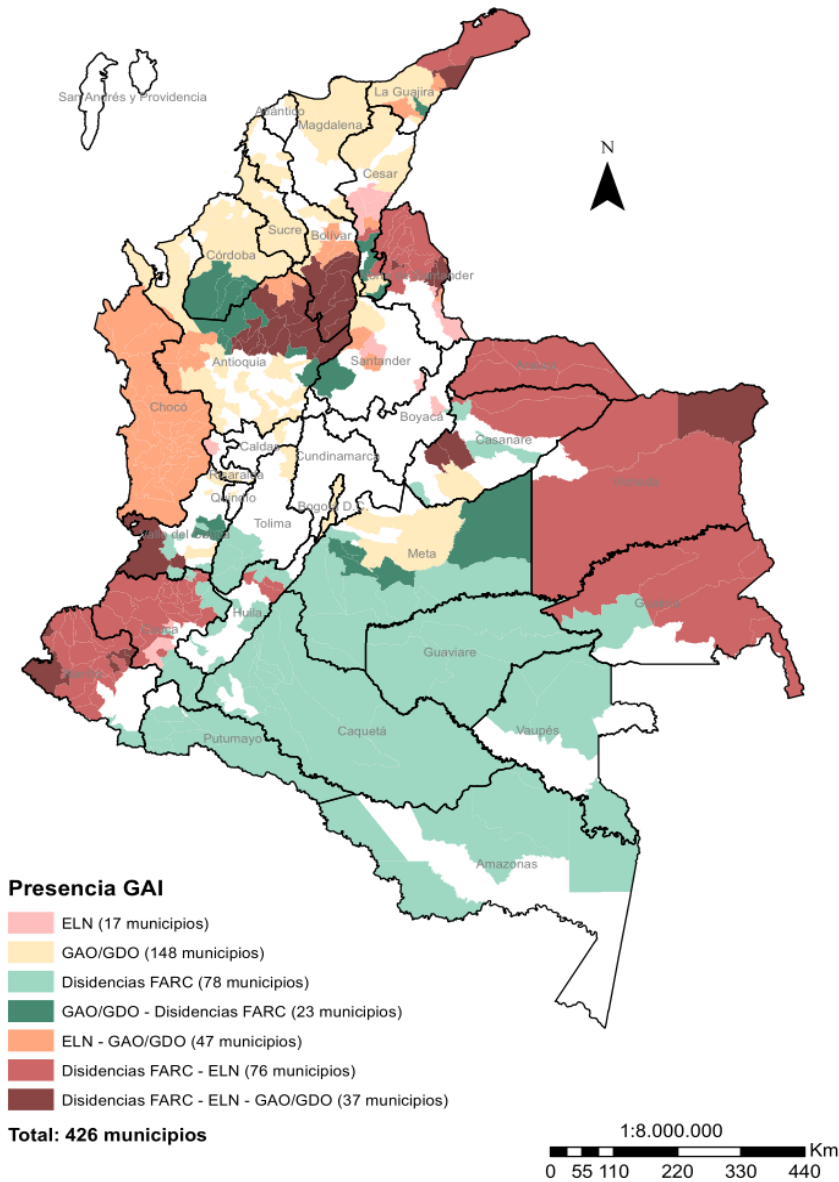 San Andrés y Providencia
La Guajira
Atlántico
Magdalena
N
Cesar
Sucre
Bolívar
Córdoba
Norte de Santander
Antioquia
Santander
Arauca
Chocó
Boyacá
Casanare
Caldas
Cundinamarca
Risaralda
Vichada
Quindío
Bogotá D.C.
Tolima
Valle del Cauca
Meta
Guainía
Huila
Cauca
Guaviare
Nariño
Caquetá
Vaupés
Putumayo
Amazonas
Presencia GAI
ELN (17 municipios)
GAO/GDO (148 municipios)
Disidencias FARC (78 municipios)
GAO/GDO - Disidencias FARC (23 municipios)
ELN - GAO/GDO (47 municipios)
Disidencias FARC - ELN (76 municipios)
Disidencias FARC - ELN - GAO/GDO (37 municipios)
Total: 426 municipios
1:8.000.000
Km
0 55 110 220 330 440